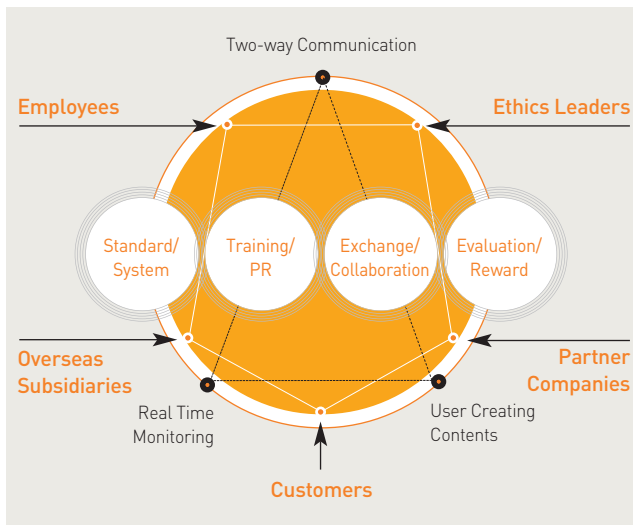 Two-way Communication
Employees
Ethics Leaders
Standard/
System
Training/
PR
Exchange/
Collaboration
Evaluation/
Reward
Overseas
Subsidiaries
Partner
Companies
Real Time
Monitoring
User Creating
Contents
Customers